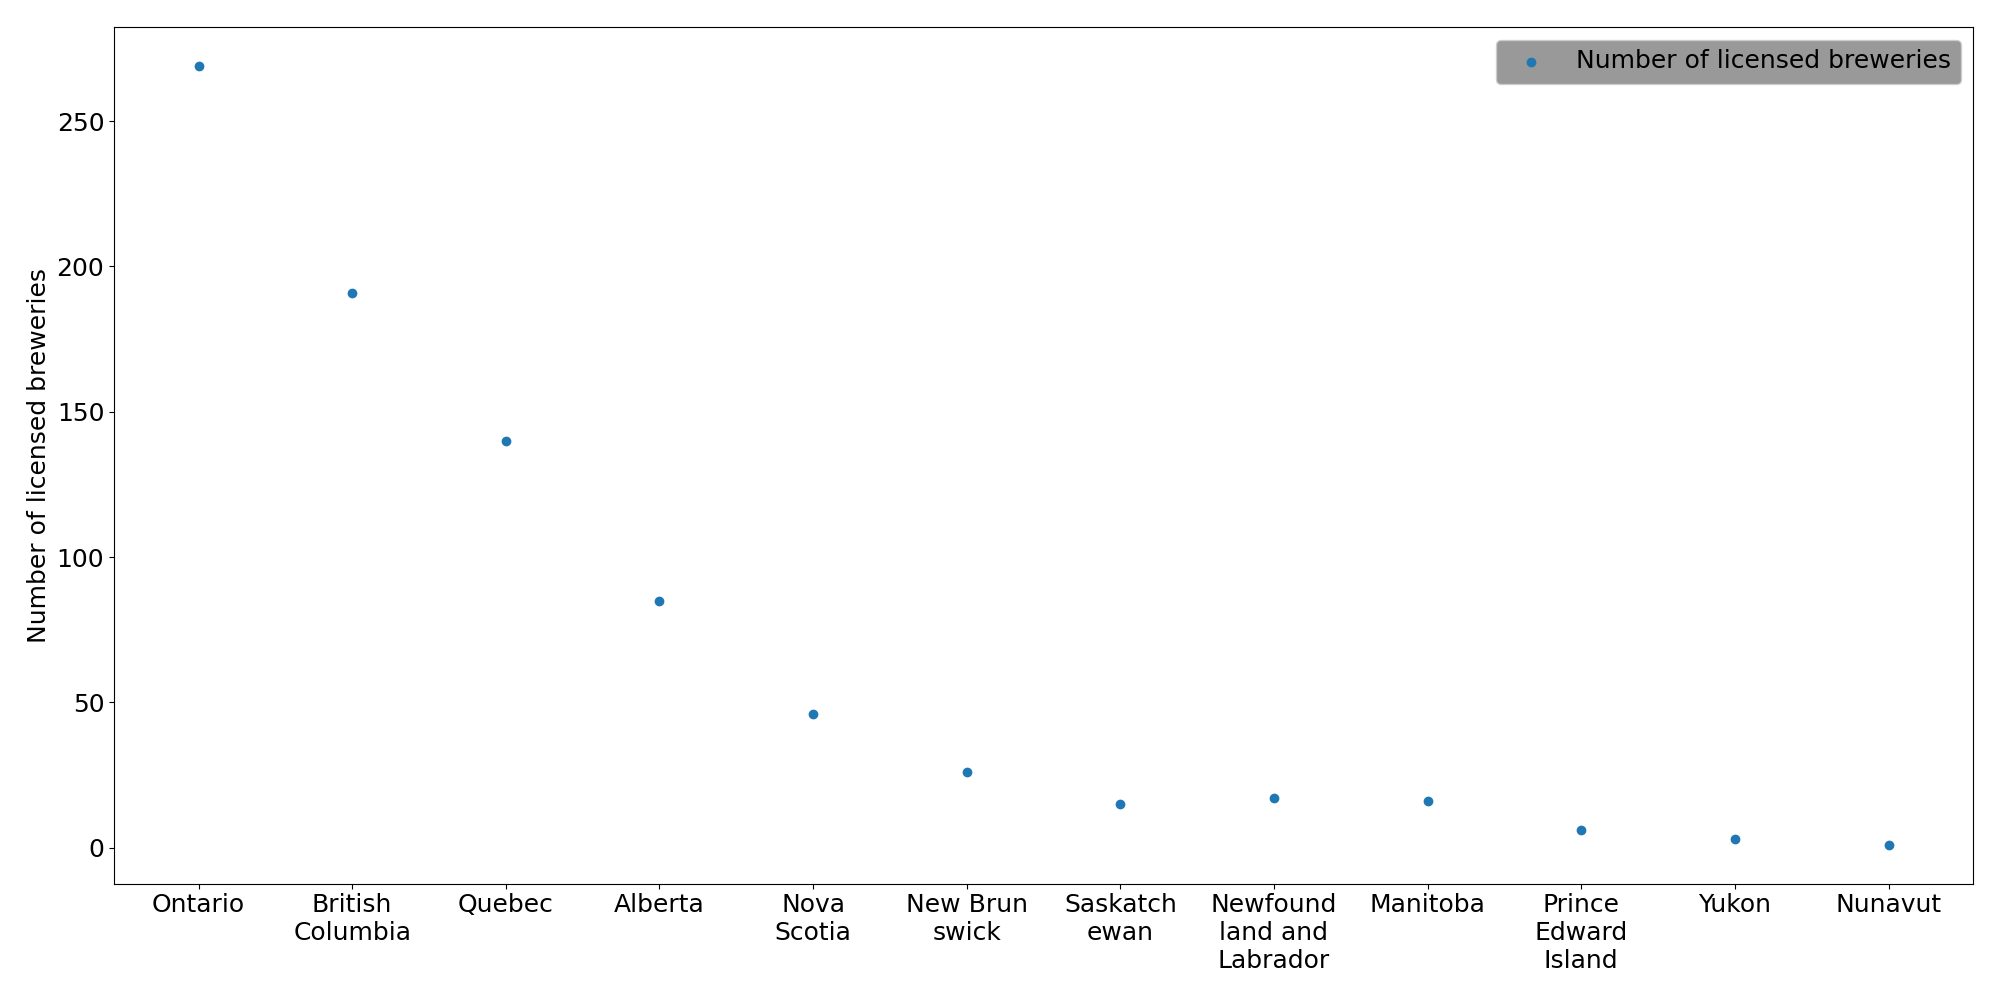 Number of licensed breweries
250
200
150
100
50
0
Number of licensed breweries
Ontario
British
Columbia
Quebec
Alberta
Nova
Scotia
New Brun
swick
Saskatch
ewan
Newfound
land and
Labrador
Manitoba
Prince
Edward
Island
Yukon
Nunavut